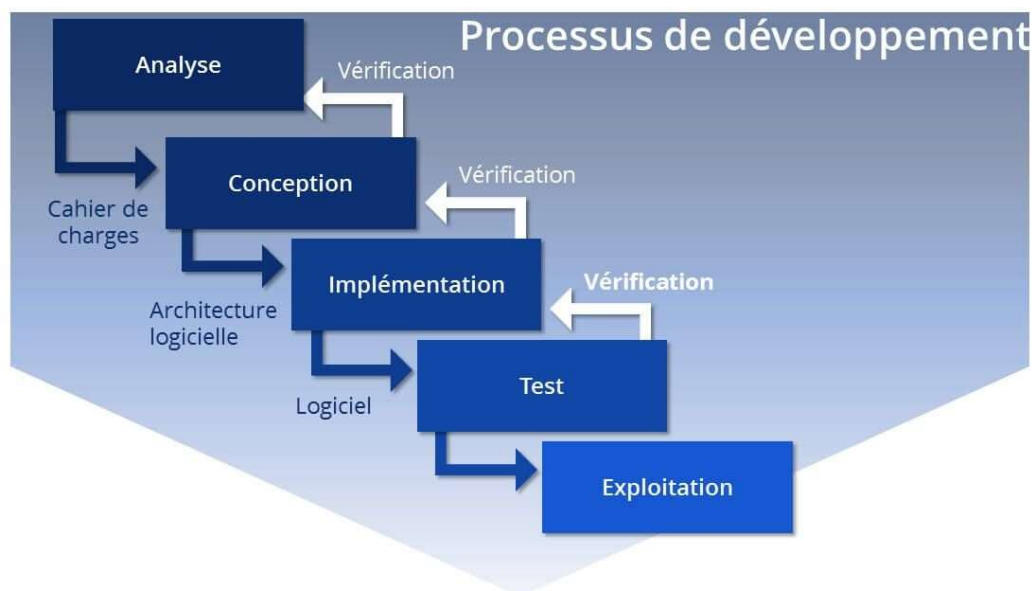 Processus de développement
Analyse
Vérification
Cahier de
charges
Conception
Vérification
Architecture
logicielle
Implémentation
Vérification
Logiciel
Test
Exploitation